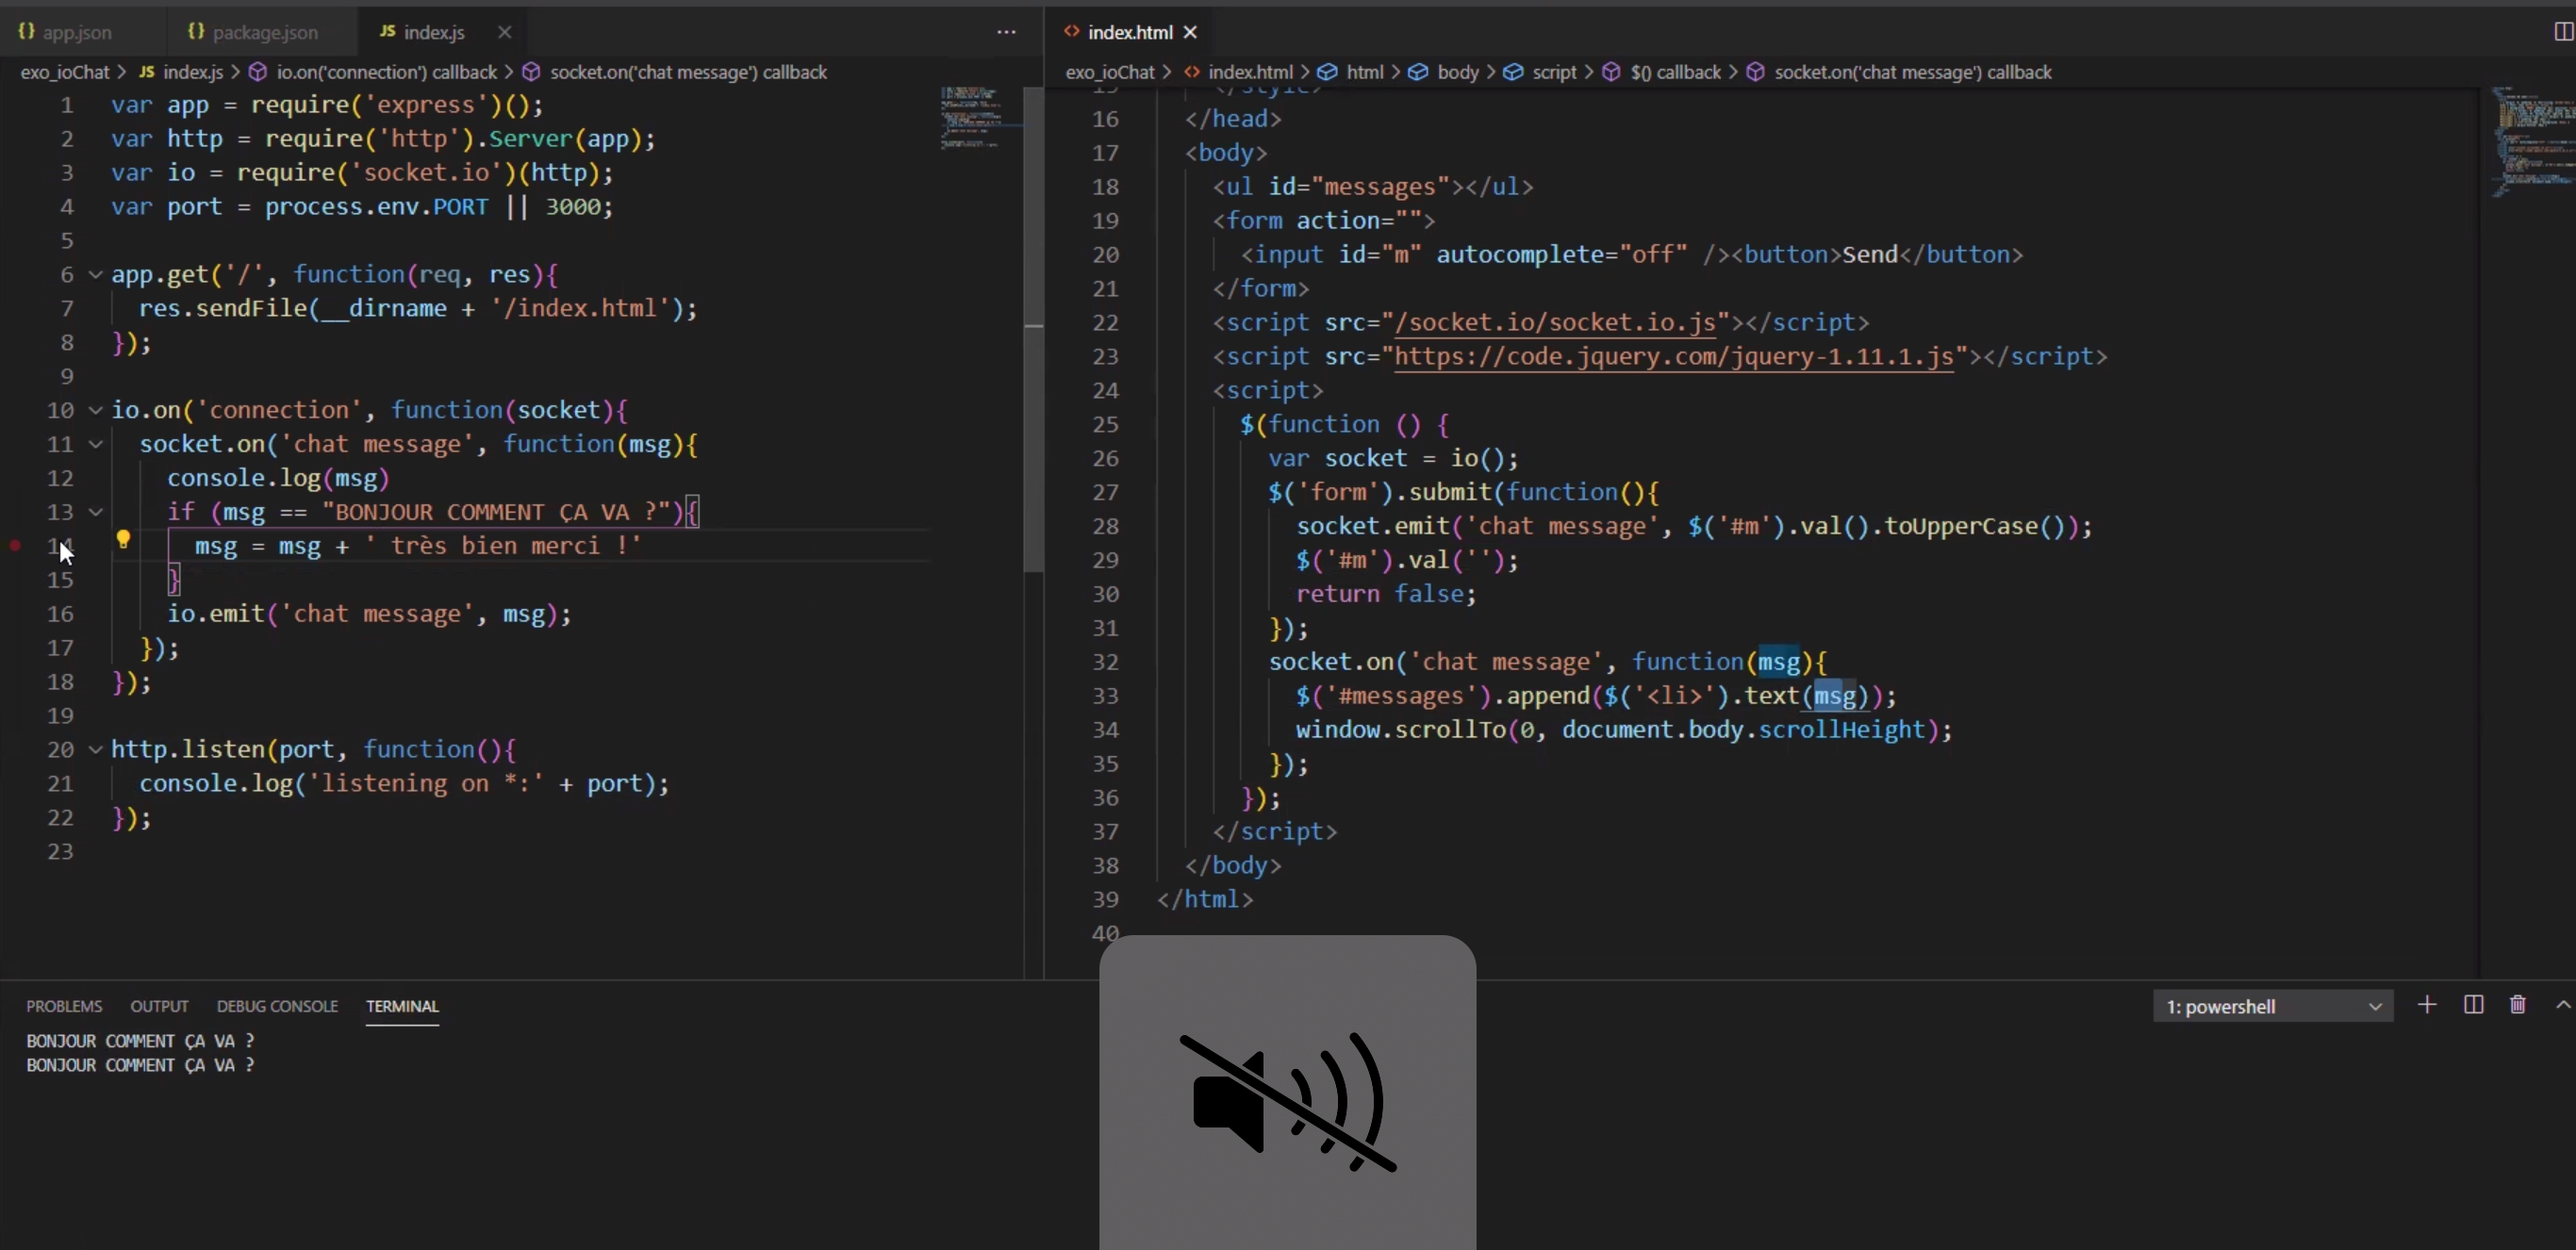 app.json package.json JS index.js
exo_ioChat > JS index.js > io.on('connection') callback > socket.on('chat message') callback
1 var app = require('express')();
2 var http = require('http').Server(app);
3 var io = require('socket.io')(http);
4 var port = process.env.PORT || 3000;
5
6 app.get('/', function(req, res){
7 res.sendFile(__dirname + '/index.html');
8 });
9
10 io.on('connection', function(socket){
11 socket.on('chat message', function(msg){
12 console.log(msg)
13 if (msg == "BONJOUR COMMENT ÇA VA ?"){
14 msg = msg + ' très bien merci !'
15 }
16 io.emit('chat message', msg);
17 });
18 });
19
20 http.listen(port, function(){
21 console.log('listening on *:' + port);
22 });
23
index.html
exo_ioChat > index.html > html > body > script > $() callback > socket.on('chat message') callback
15 </style>
16 </head>
17 <body>
18 <ul id="messages"></ul>
19 <form action="">
20 <input id="m" autocomplete="off" /><button>Send</button>
21 </form>
22 <script src="/socket.io/socket.io.js"></script>
23 <script src="https://code.jquery.com/jquery-1.11.1.js"></script>
24 <script>
25 $(function () {
26 var socket = io();
27 $('form').submit(function(){
28 socket.emit('chat message', $('#m').val().toUpperCase());
29 $('#m').val('');
30 return false;
31 });
32 socket.on('chat message', function(msg){
33 $('#messages').append($('<li>').text(msg));
34 window.scrollTo(0, document.body.scrollHeight);
35 });
36 });
37 </script>
38 </body>
39 </html>
40
PROBLEMS OUTPUT DEBUG CONSOLE TERMINAL
1: powershell
BONJOUR COMMENT ÇA VA ?
BONJOUR COMMENT ÇA VA ?